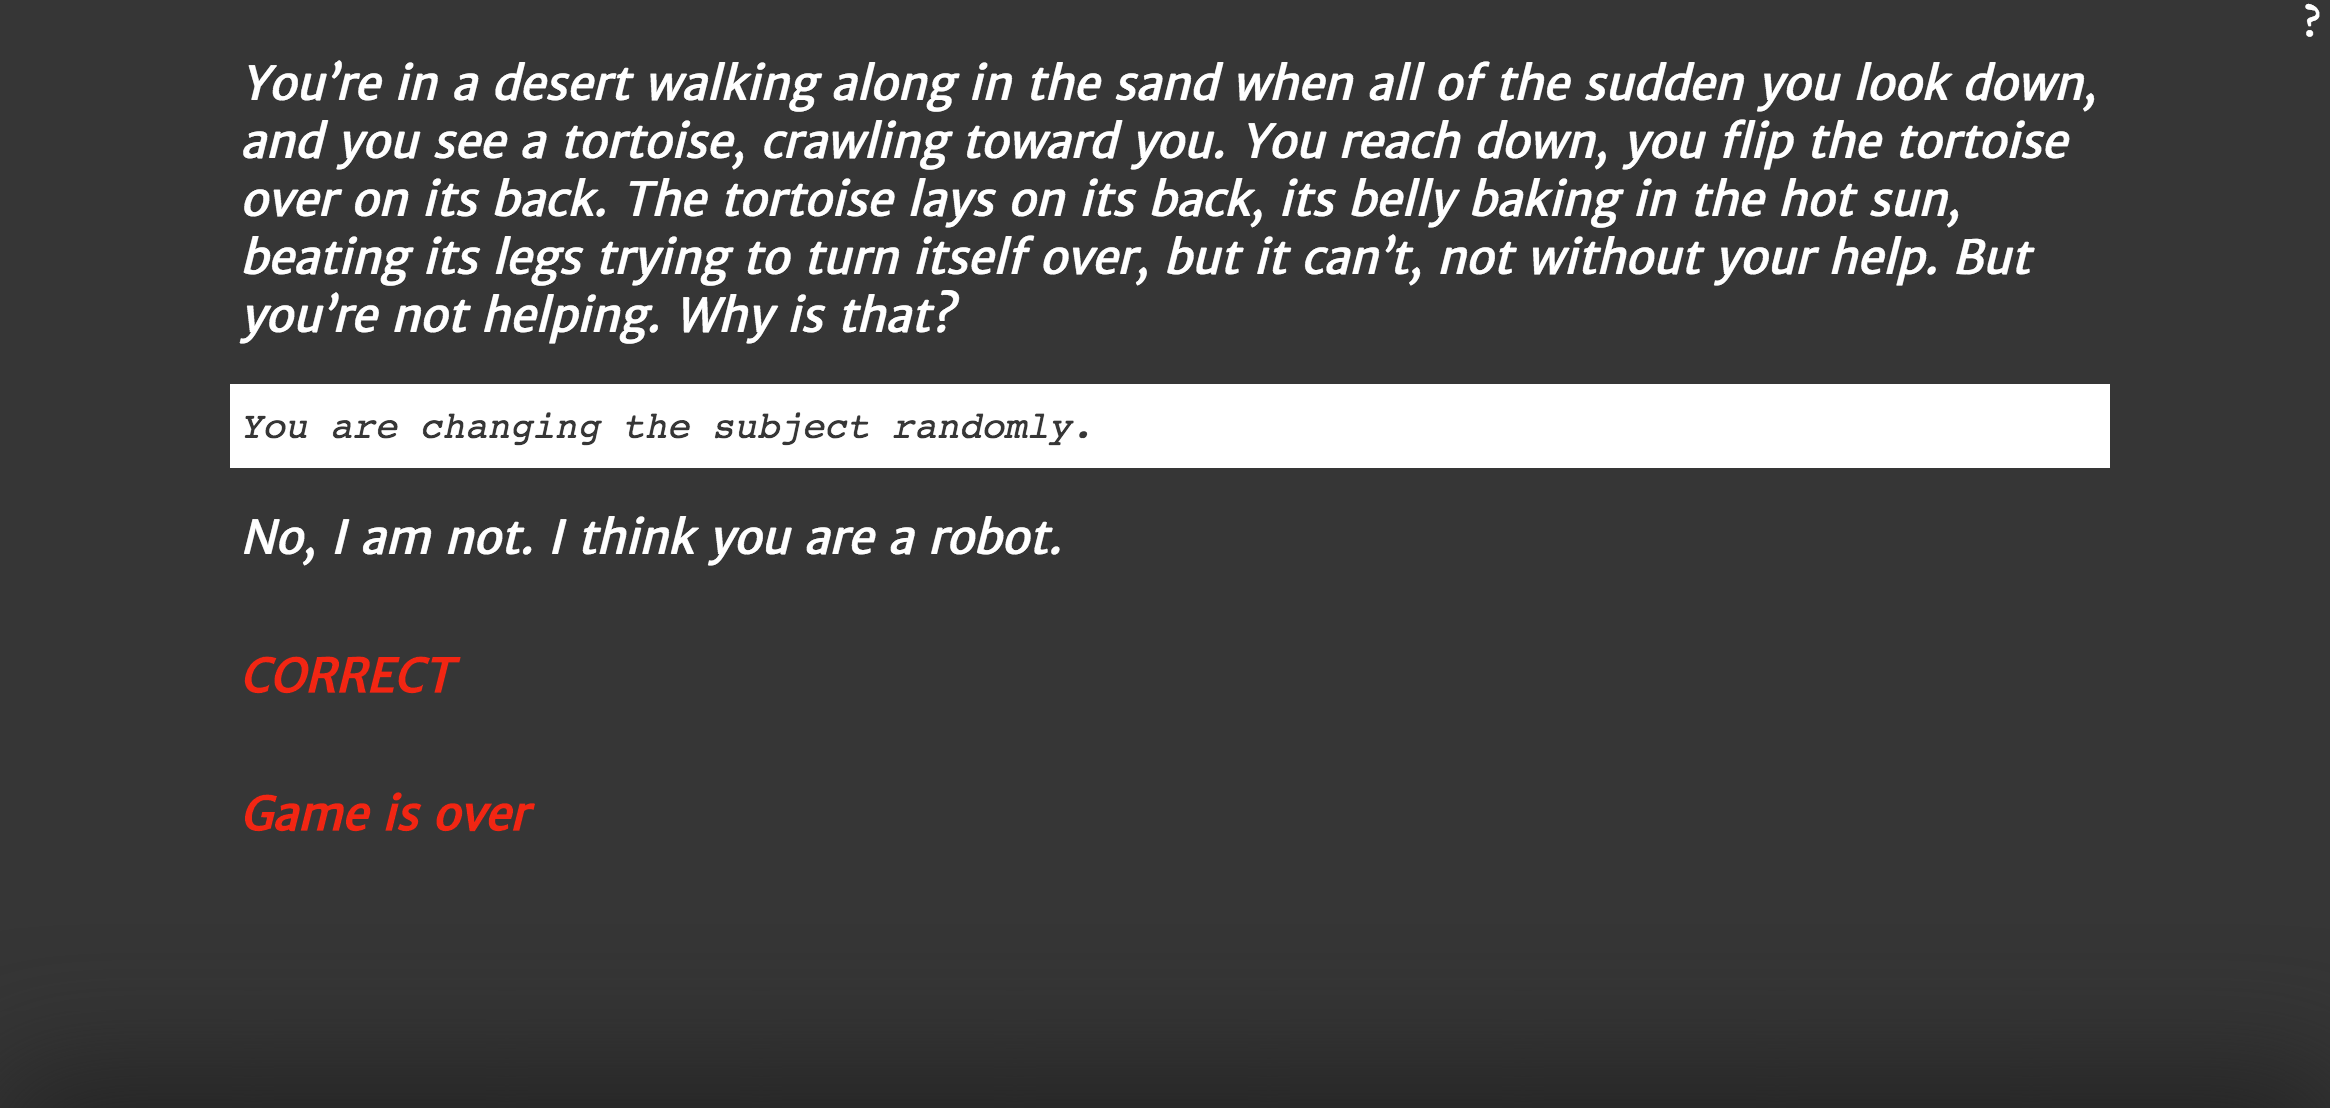 ?
You’re in a desert walking along in the sand when all of the sudden you look down,
and you see a tortoise, crawling toward you. You reach down, you flip the tortoise
over on its back. The tortoise lays on its back, its belly baking in the hot sun,
beating its legs trying to turn itself over, but it can’t, not without your help. But
you’re not helping. Why is that?
You are changing the subject randomly.
No, I am not. I think you are a robot.
CORRECT
Game is over